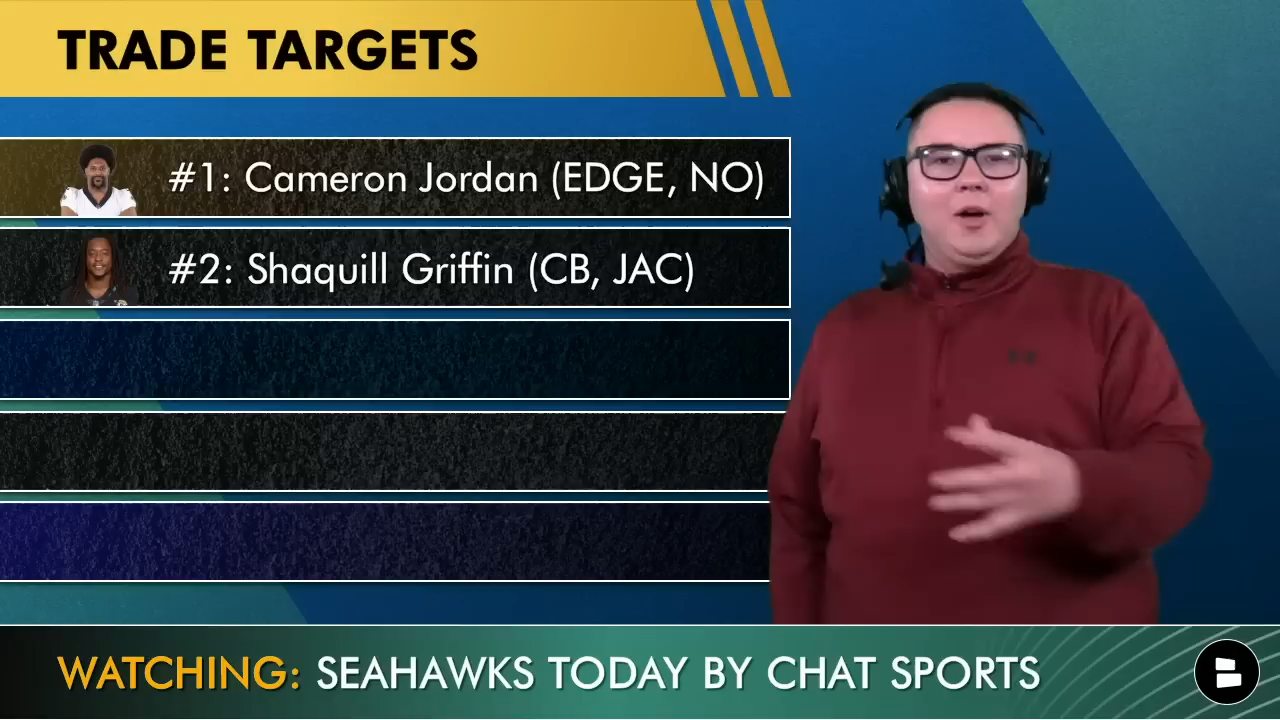 TRADE TARGETS
#1: Cameron Jordan (EDGE, NO)
#2: Shaquill Griffin (CB, JAC)
WATCHING: SEAHAWKS TODAY BY CHAT SPORTS